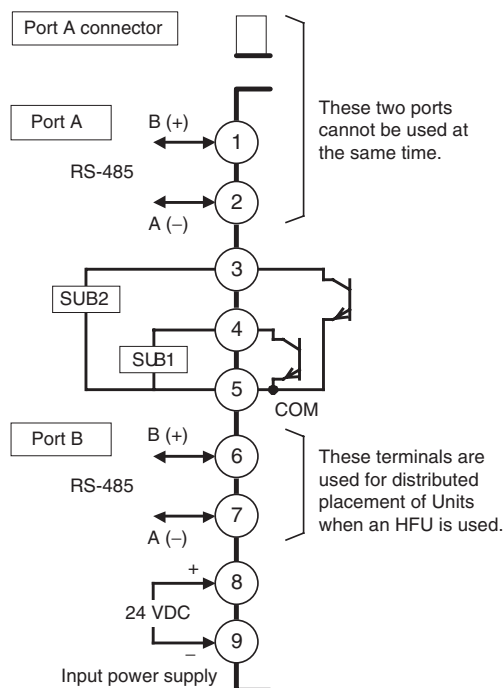 Port A connector
These two ports
cannot be used at
the same time.
Port A
B (+)
1
RS-485
2
A (−)
3
SUB2
4
SUB1
5
COM
Port B
B (+)
6
These terminals are
used for distributed
placement of Units
when an HFU is used.
RS-485
7
A (−)
+
8
24 VDC
9
−
Input power supply